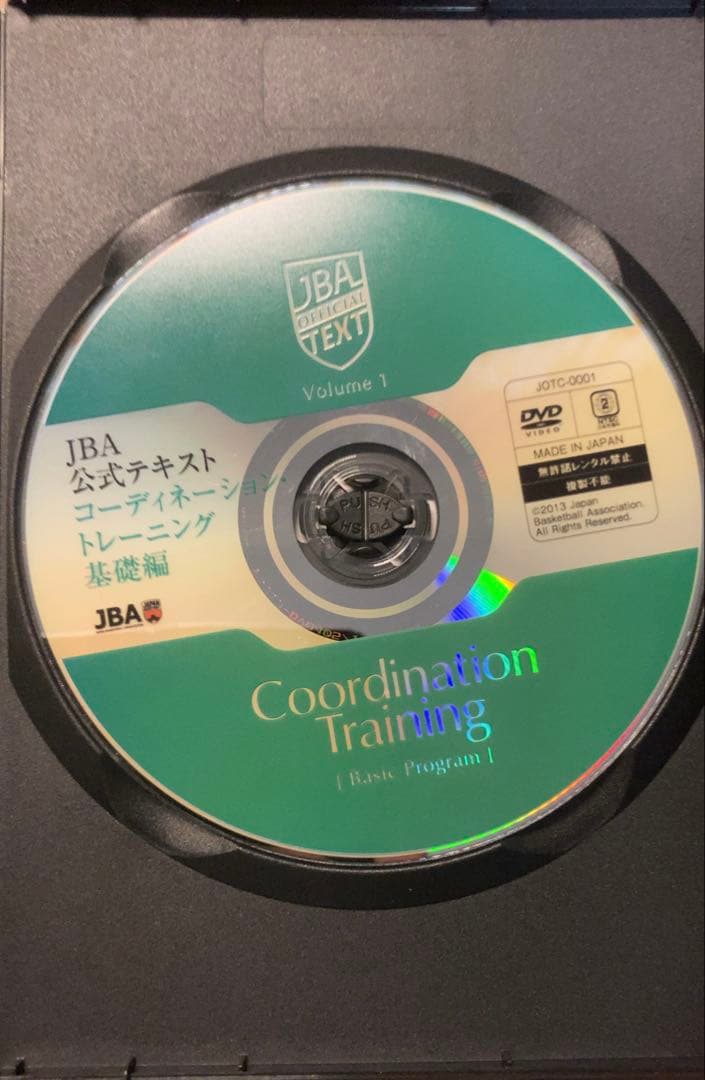 JBA
OFFICIAL
TEXT
Volume 1
JBA
公式テキスト
コーディネーション・
トレーニング
基礎編
JBA
JOTC-0001
DVD
VIDEO
2
NTSC
MADE IN JAPAN
無許諾レンタル禁止
複製不能
©2013 Japan
Basketball Association.
All Rights Reserved.
PUSH
PUSH
Coordination
Training
[ Basic Program ]